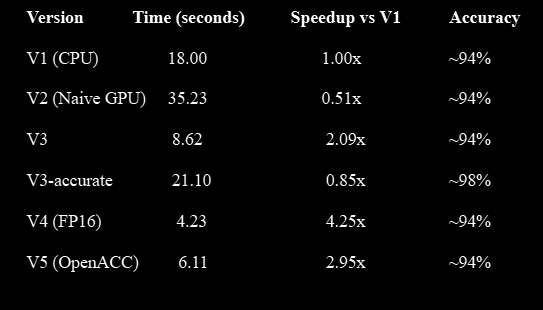 Version Time (seconds) Speedup vs V1 Accuracy
V1 (CPU) 18.00 1.00x ~94%
V2 (Naive GPU) 35.23 0.51x ~94%
V3 8.62 2.09x ~94%
V3-accurate 21.10 0.85x ~98%
V4 (FP16) 4.23 4.25x ~94%
V5 (OpenACC) 6.11 2.95x ~94%